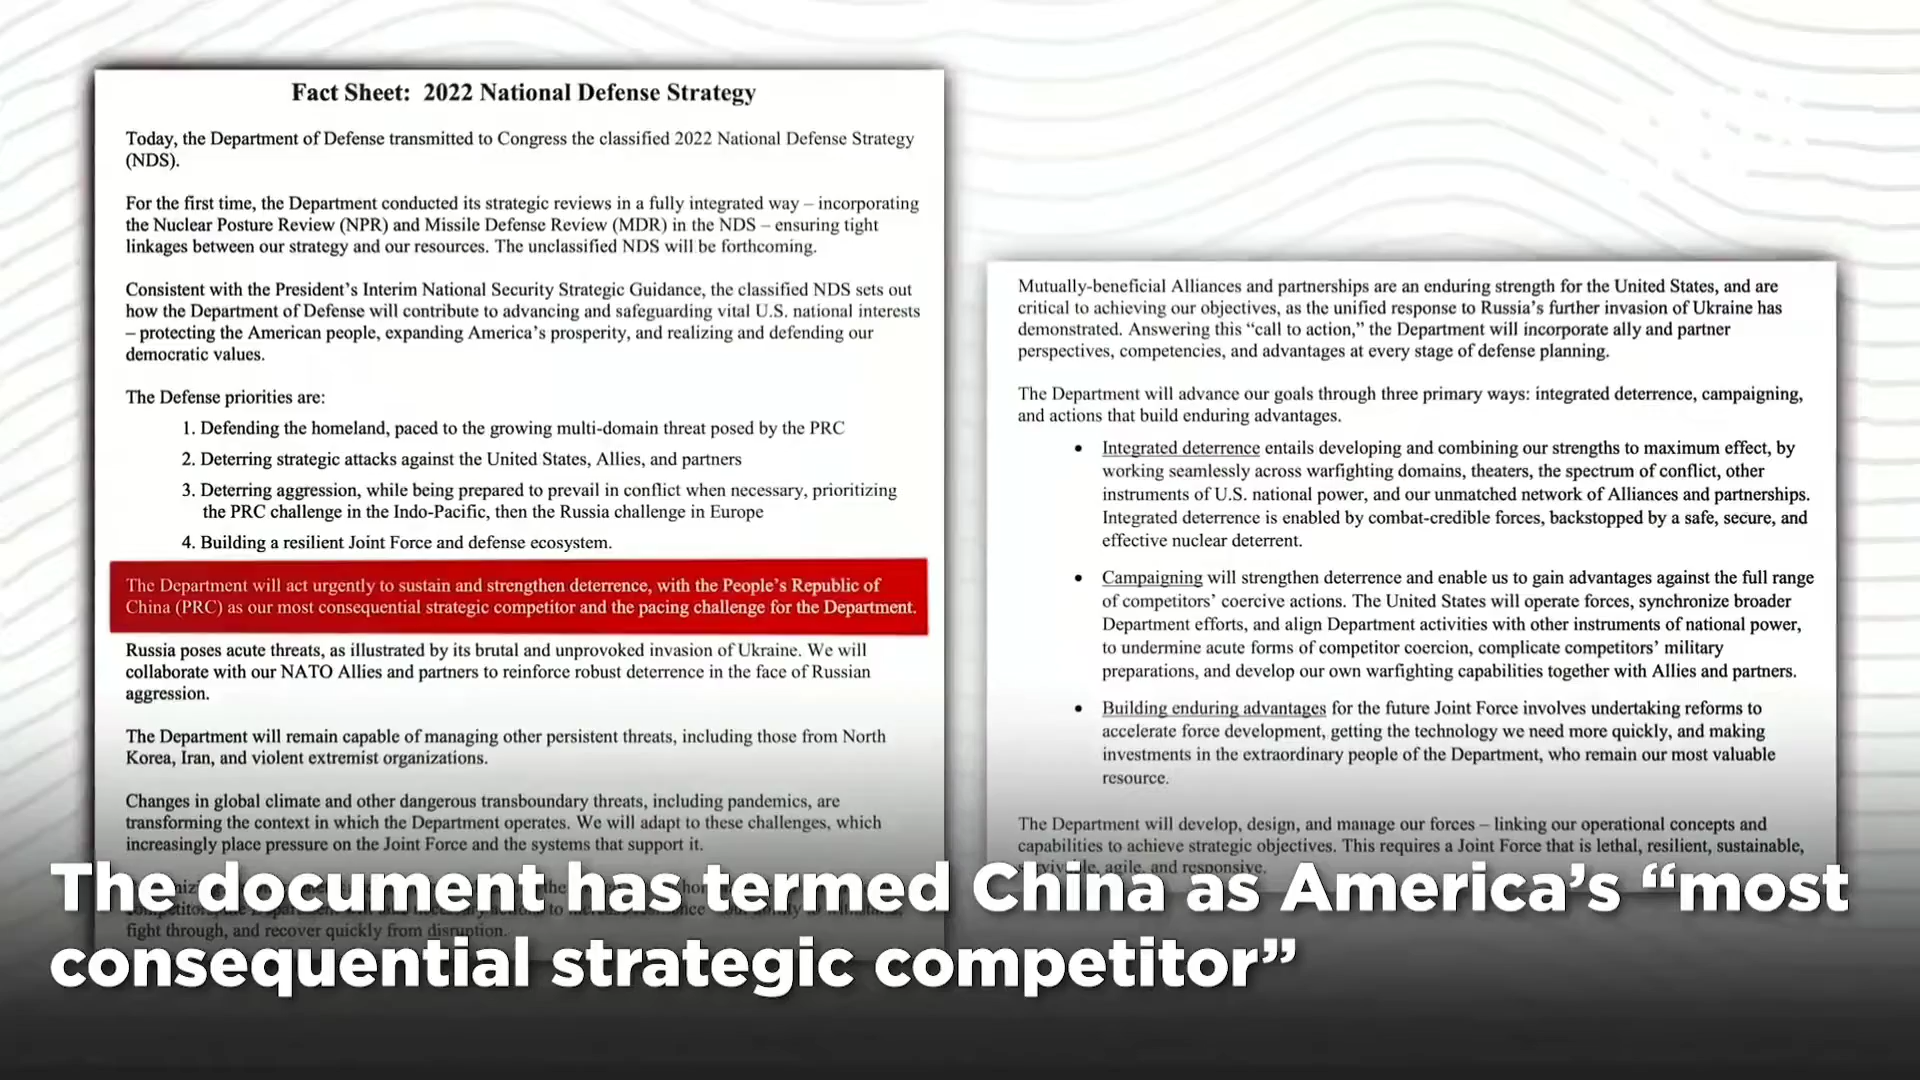 Fact Sheet: 2022 National Defense Strategy
Today, the Department of Defense transmitted to Congress the classified 2022 National Defense Strategy
(NDS).
For the first time, the Department conducted its strategic reviews in a fully integrated way – incorporating
the Nuclear Posture Review (NPR) and Missile Defense Review (MDR) in the NDS – ensuring tight
linkages between our strategy and our resources. The unclassified NDS will be forthcoming.
Consistent with the President’s Interim National Security Strategic Guidance, the classified NDS sets out
how the Department of Defense will contribute to advancing and safeguarding vital U.S. national interests
– protecting the American people, expanding America’s prosperity, and realizing and defending our
democratic values.
The Defense priorities are:
1. Defending the homeland, paced to the growing multi-domain threat posed by the PRC
2. Deterring strategic attacks against the United States, Allies, and partners
3. Deterring aggression, while being prepared to prevail in conflict when necessary, prioritizing
the PRC challenge in the Indo-Pacific, then the Russia challenge in Europe
4. Building a resilient Joint Force and defense ecosystem.
The Department will act urgently to sustain and strengthen deterrence, with the People’s Republic of
China (PRC) as our most consequential strategic competitor and the pacing challenge for the Department.
Russia poses acute threats, as illustrated by its brutal and unprovoked invasion of Ukraine. We will
collaborate with our NATO Allies and partners to reinforce robust deterrence in the face of Russian
aggression.
The Department will remain capable of managing other persistent threats, including those from North
Korea, Iran, and violent extremist organizations.
Changes in global climate and other dangerous transboundary threats, including pandemics, are
transforming the context in which the Department operates. We will adapt to these challenges, which
increasingly place pressure on the Joint Force and the systems that support it.
fight through, and recover quickly from disruption.
Mutually-beneficial Alliances and partnerships are an enduring strength for the United States, and are
critical to achieving our objectives, as the unified response to Russia’s further invasion of Ukraine has
demonstrated. Answering this “call to action,” the Department will incorporate ally and partner
perspectives, competencies, and advantages at every stage of defense planning.
The Department will advance our goals through three primary ways: integrated deterrence, campaigning,
and actions that build enduring advantages.
• Integrated deterrence entails developing and combining our strengths to maximum effect, by
working seamlessly across warfighting domains, theaters, the spectrum of conflict, other
instruments of U.S. national power, and our unmatched network of Alliances and partnerships.
Integrated deterrence is enabled by combat-credible forces, backstopped by a safe, secure, and
effective nuclear deterrent.
• Campaigning will strengthen deterrence and enable us to gain advantages against the full range
of competitors’ coercive actions. The United States will operate forces, synchronize broader
Department efforts, and align Department activities with other instruments of national power,
to undermine acute forms of competitor coercion, complicate competitors’ military
preparations, and develop our own warfighting capabilities together with Allies and partners.
• Building enduring advantages for the future Joint Force involves undertaking reforms to
accelerate force development, getting the technology we need more quickly, and making
investments in the extraordinary people of the Department, who remain our most valuable
resource.
The Department will develop, design, and manage our forces – linking our operational concepts and
capabilities to achieve strategic objectives. This requires a Joint Force that is lethal, resilient, sustainable,
agile, and responsive.
The document has termed China as America’s “most
consequential strategic competitor”